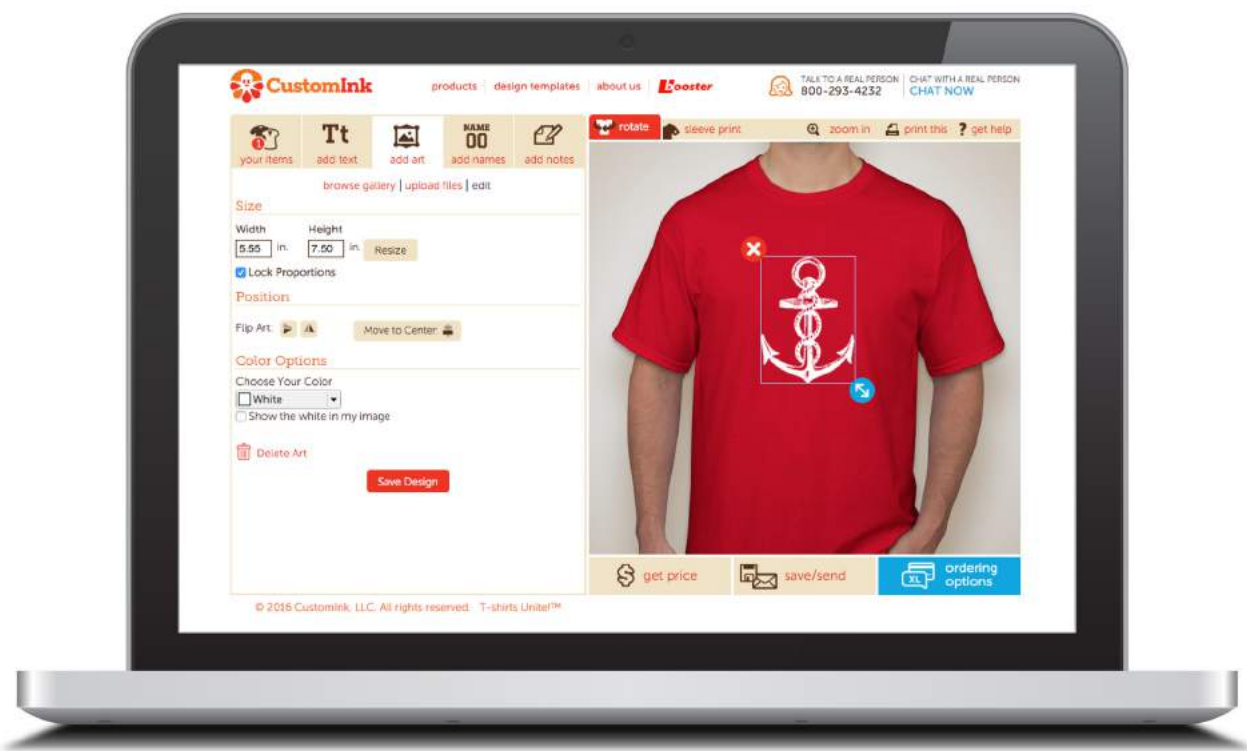 CustomInk
products design templates about us Booster
TALK TO A REAL PERSON
800-293-4232
CHAT WITH A REAL PERSON
CHAT NOW
1
your items
Tt
add text
add art
NAME
00
add names
add notes
rotate
sleeve print
zoom in
print this
? get help
browse gallery | upload files | edit
Size
Width Height
5.55 in. 7.50 in. Resize
Lock Proportions
Position
Flip Art: Move to Center
Color Options
Choose Your Color
White
Show the white in my image
Delete Art
Save Design
$ get price
save/send
XL
ordering
options
© 2016 CustomInk, LLC. All rights reserved. T-shirts Unite!™